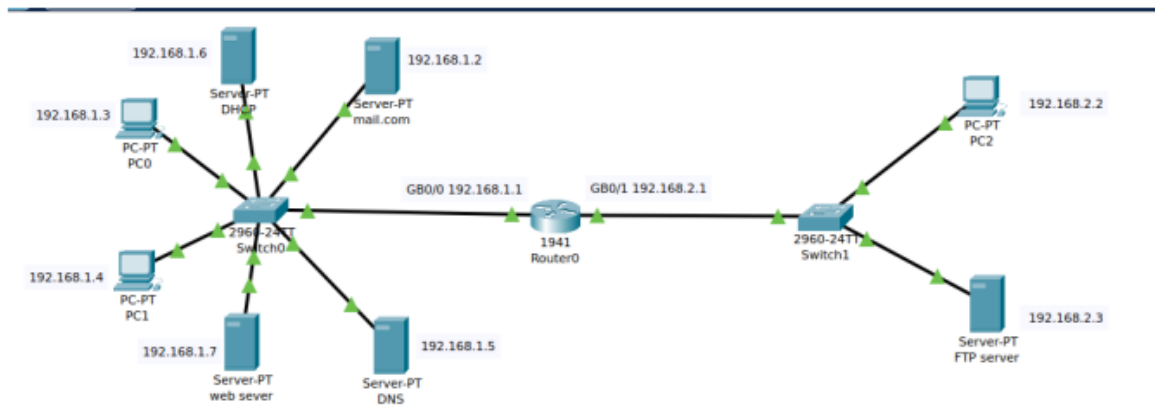 192.168.1.6
Server-PT
DHCP
192.168.1.2
Server-PT
mail.com
192.168.1.3
PC-PT
PC0
192.168.2.2
PC-PT
PC2
GB0/0 192.168.1.1
GB0/1 192.168.2.1
2960-24TT
Switch0
1941
Router0
2960-24TT
Switch1
192.168.1.4
PC-PT
PC1
192.168.1.7
Server-PT
web sever
192.168.1.5
Server-PT
DNS
192.168.2.3
Server-PT
FTP server